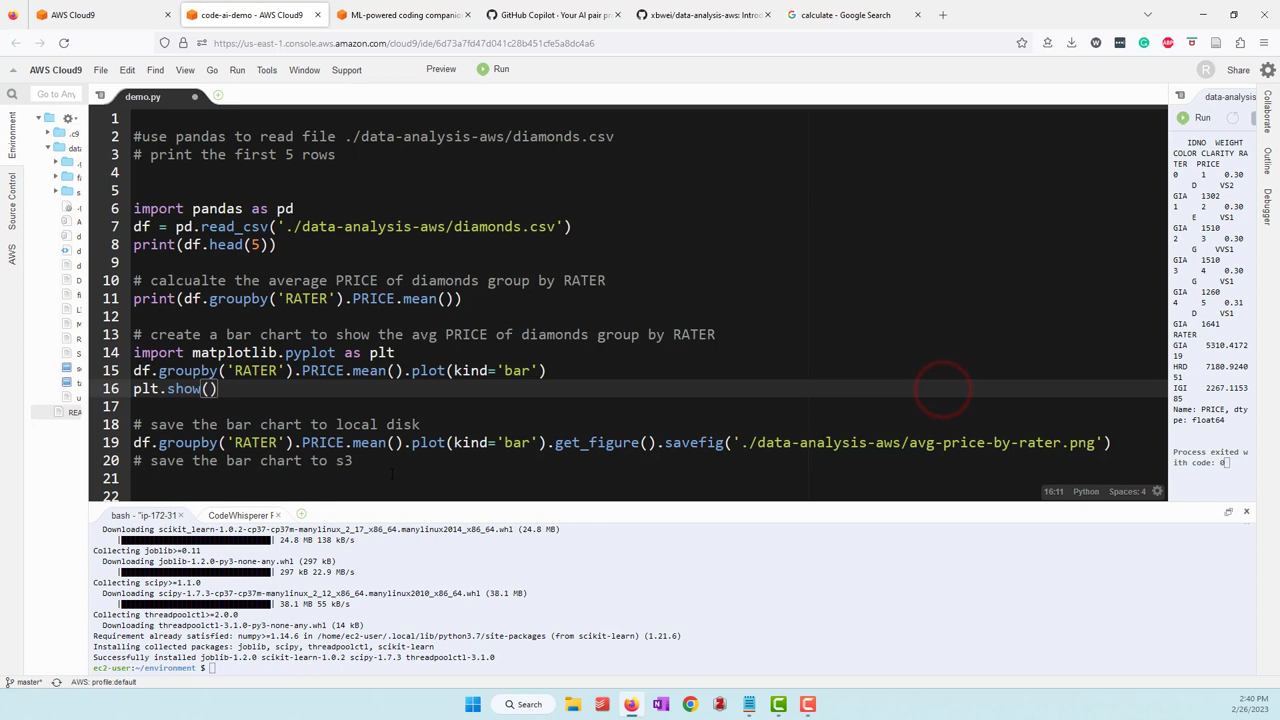 AWS Cloud9
code-ai-demo - AWS Cloud9
ML-powered coding companion
GitHub Copilot · Your AI pair pr
xbwei/data-analysis-aws: Introd
calculate - Google Search
https://us-east-1.console.aws.amazon.com/cloud9/ide/6d73a7fd47d041c28b451cfe5a8dc4a6
AWS Cloud9 File Edit Find View Go Run Tools Window Support Preview Run Share
Go to Any
demo.py
Environment
Source Control
AWS
.c9
data
REA
1
2 #use pandas to read file ./data-analysis-aws/diamonds.csv
3 # print the first 5 rows
4
5
6 import pandas as pd
7 df = pd.read_csv('./data-analysis-aws/diamonds.csv')
8 print(df.head(5))
9
10 # calcualte the average PRICE of diamonds group by RATER
11 print(df.groupby('RATER').PRICE.mean())
12
13 # create a bar chart to show the avg PRICE of diamonds group by RATER
14 import matplotlib.pyplot as plt
15 df.groupby('RATER').PRICE.mean().plot(kind='bar')
16 plt.show()
17
18 # save the bar chart to local disk
19 df.groupby('RATER').PRICE.mean().plot(kind='bar').get_figure().savefig('./data-analysis-aws/avg-price-by-rater.png')
20 # save the bar chart to s3
21
22
16:11 Python Spaces: 4
data-analysis
Run
IDNO WEIGHT
COLOR CLARITY RA
TER PRICE
0 1 0.30
D VS2
GIA 1302
1 2 0.30
E VS1
GIA 1510
2 3 0.30
G VVS1
GIA 1510
3 4 0.30
G VS1
GIA 1260
4 5 0.31
D VS1
GIA 1641
RATER
GIA 5310.4172
19
HRD 7180.9240
51
IGI 2267.1153
85
Name: PRICE, dty
pe: float64
Process exited w
ith code: 0
Collaborate
Outline
Debugger
bash - "ip-172-31
CodeWhisperer R
Downloading scikit_learn-1.0.2-cp37-cp37m-manylinux_2_17_x86_64.manylinux2014_x86_64.whl (24.8 MB)
24.8 MB 138 kB/s
Collecting joblib>=0.11
Downloading joblib-1.2.0-py3-none-any.whl (297 kB)
297 kB 22.9 MB/s
Collecting scipy>=1.1.0
Downloading scipy-1.7.3-cp37-cp37m-manylinux_2_12_x86_64.manylinux2010_x86_64.whl (38.1 MB)
38.1 MB 55 kB/s
Collecting threadpoolctl>=2.0.0
Downloading threadpoolctl-3.1.0-py3-none-any.whl (14 kB)
Requirement already satisfied: numpy>=1.14.6 in /home/ec2-user/.local/lib/python3.7/site-packages (from scikit-learn) (1.21.6)
Installing collected packages: joblib, scipy, threadpoolctl, scikit-learn
Successfully installed joblib-1.2.0 scikit-learn-1.0.2 scipy-1.7.3 threadpoolctl-3.1.0
ec2-user:~/environment $
master* AWS: profile:default
Search
2:40 PM
2/26/2023